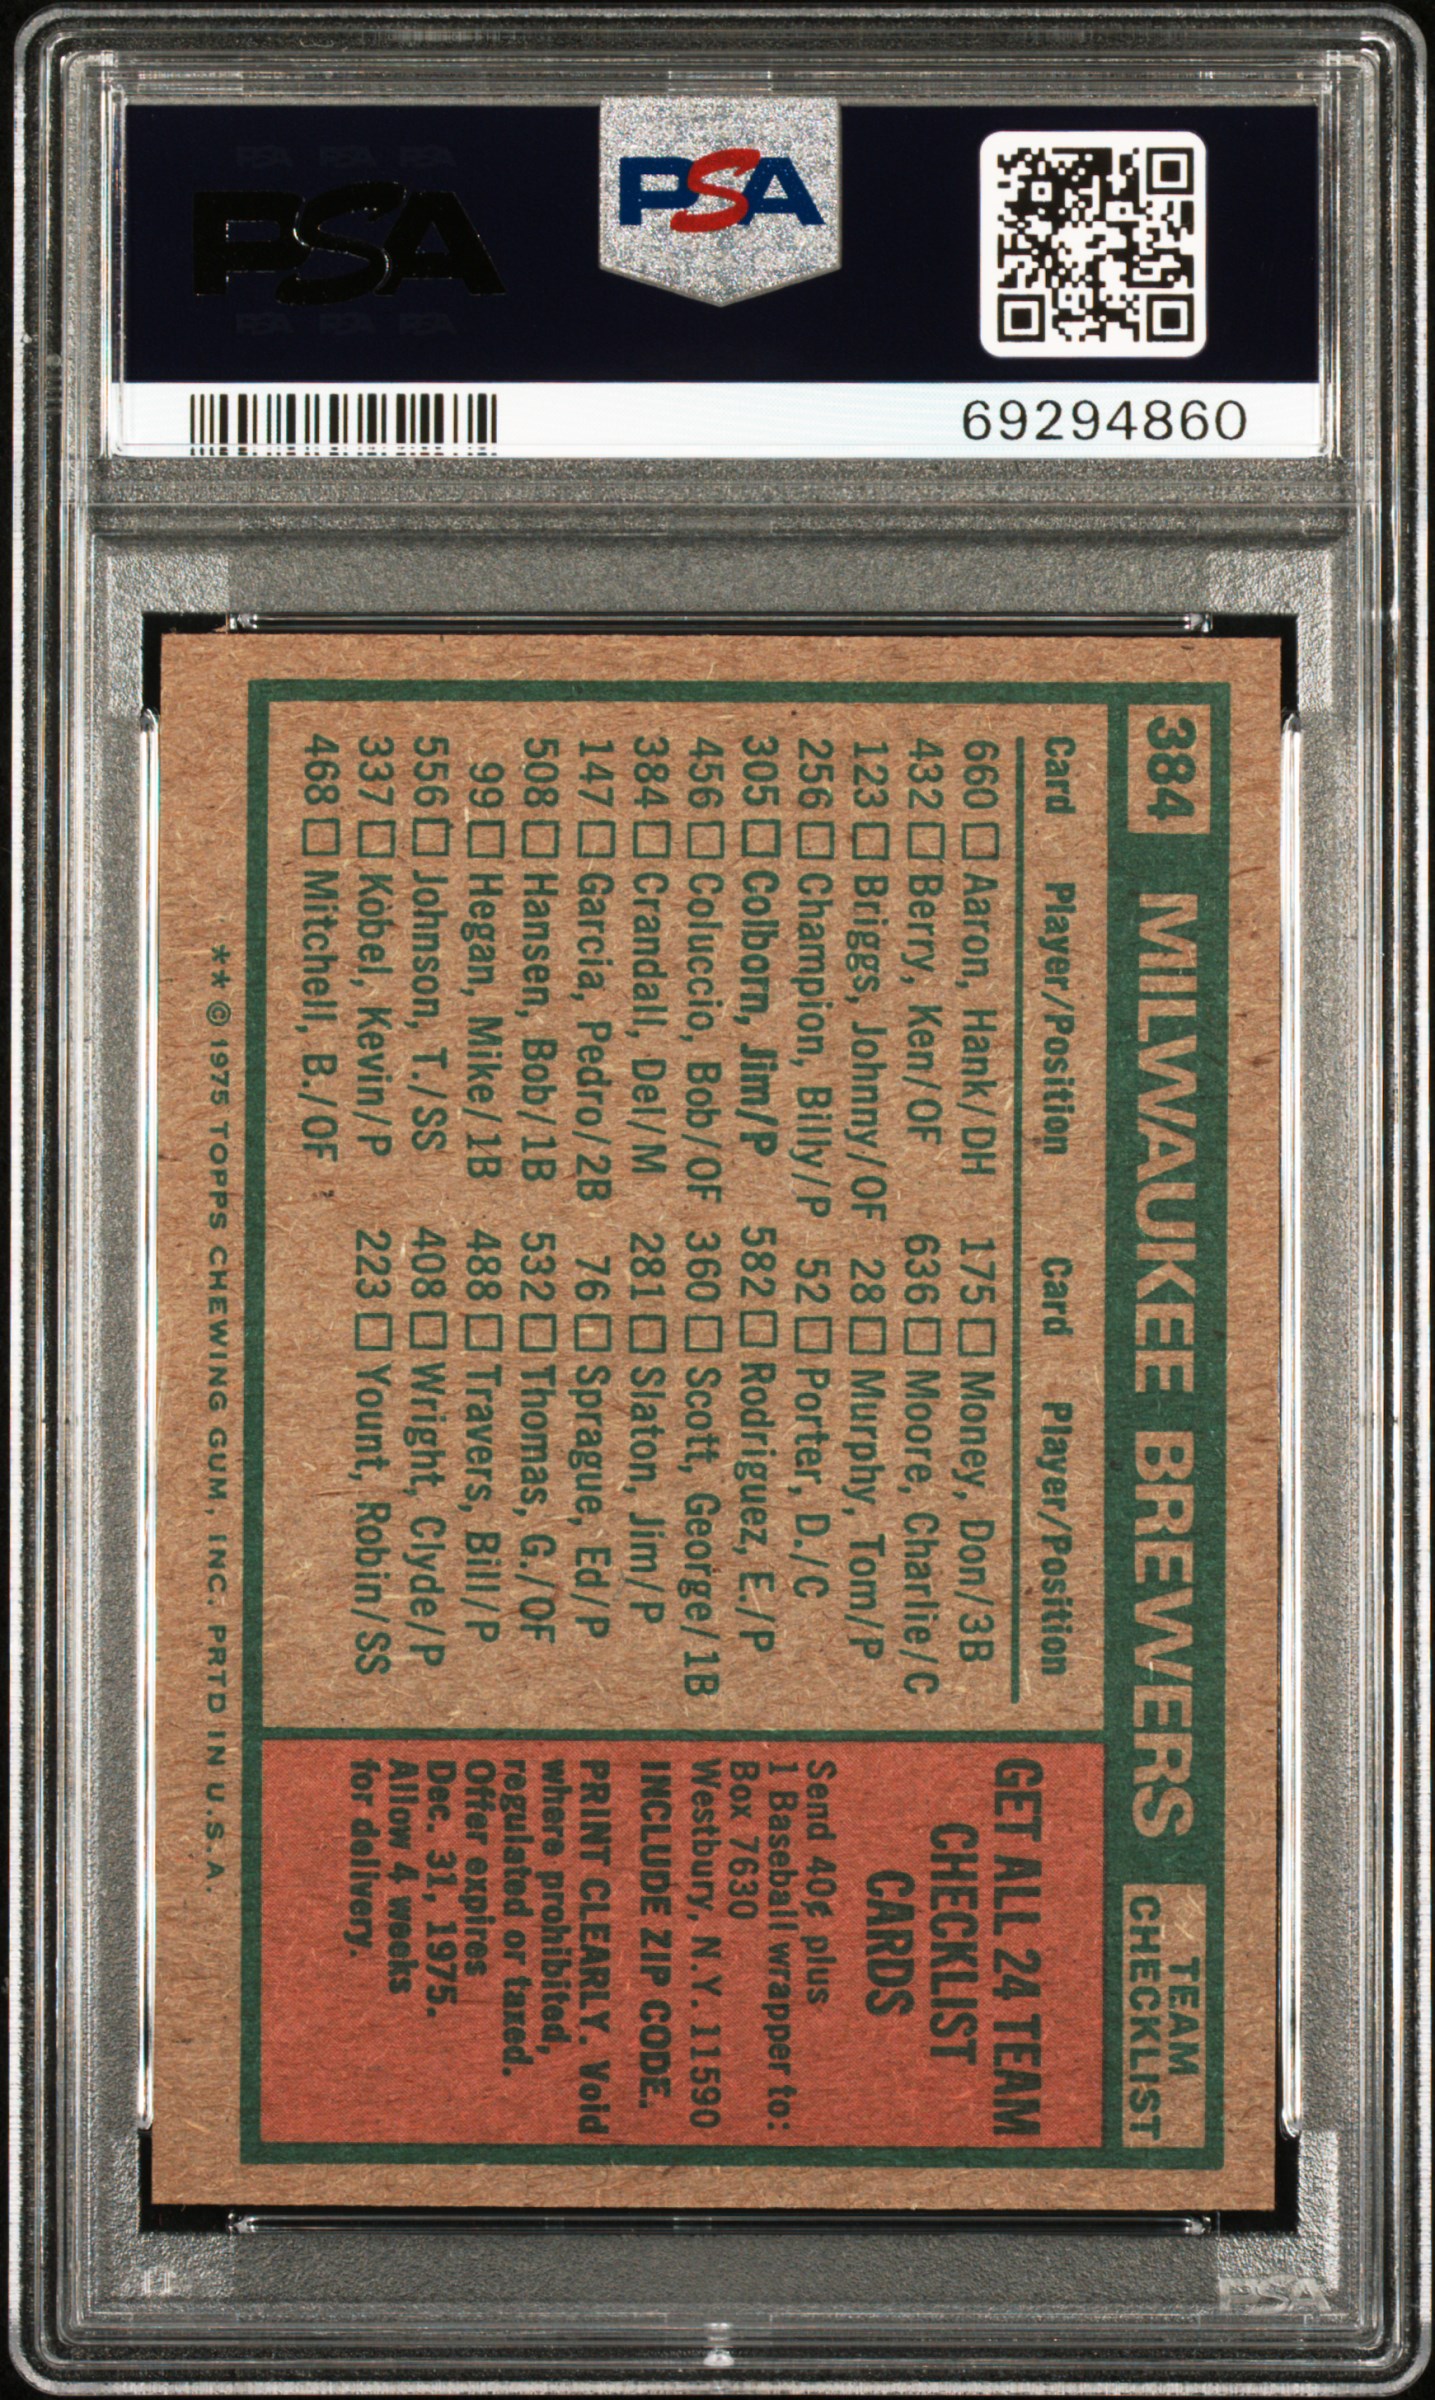 PSA PSA PSA
PSA
PSA PSA PSA
PSA
69294860
384 MILWAUKEE BREWERS TEAM CHECKLIST
Card Player/Position Card Player/Position
660 Aaron, Hank/DH 175 Money, Don/3B
432 Berry, Ken/OF 636 Moore, Charlie/C
123 Briggs, Johnny/OF 28 Murphy, Tom/P
256 Champion, Billy/P 52 Porter, D./C
305 Colborn, Jim/P 582 Rodriguez, E./P
456 Coluccio, Bob/OF 360 Scott, George/1B
384 Crandall, Del/M 281 Slaton, Jim/P
147 Garcia, Pedro/2B 76 Sprague, Ed/P
508 Hansen, Bob/1B 532 Thomas, G./OF
99 Hegan, Mike/1B 488 Travers, Bill/P
556 Johnson, T./SS 408 Wright, Clyde/P
337 Kobel, Kevin/P 223 Yount, Robin/SS
468 Mitchell, B./OF
GET ALL 24 TEAM
CHECKLIST
CARDS
Send 40¢ plus
1 Baseball wrapper to:
Box 7630
Westbury, N.Y. 11590
INCLUDE ZIP CODE.
PRINT CLEARLY. Void
where prohibited,
regulated or taxed.
Offer expires
Dec. 31, 1975.
Allow 4 weeks
for delivery.
** © 1975 TOPPS CHEWING GUM, INC. PRTD IN U.S.A.
PSA